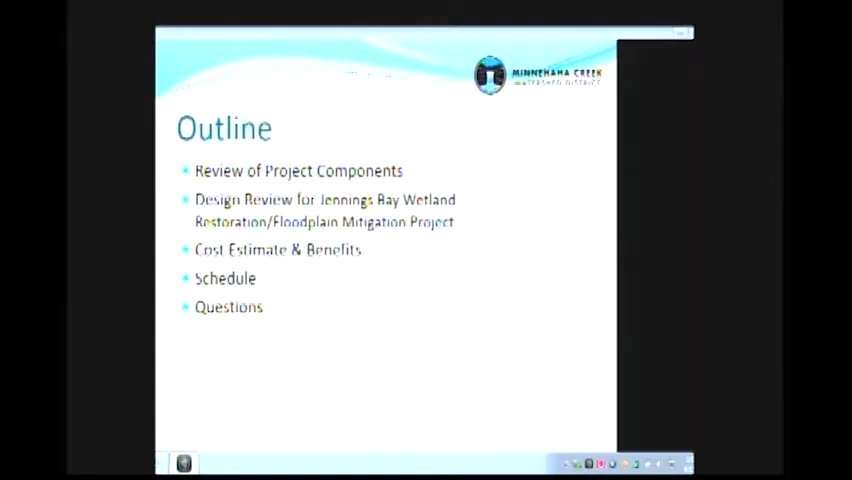 MINNEHAHA CREEK
WATERSHED DISTRICT
Outline
Review of Project Components
Design Review for Jennings Bay Wetland
Restoration/Floodplain Mitigation Project
Cost Estimate & Benefits
Schedule
Questions